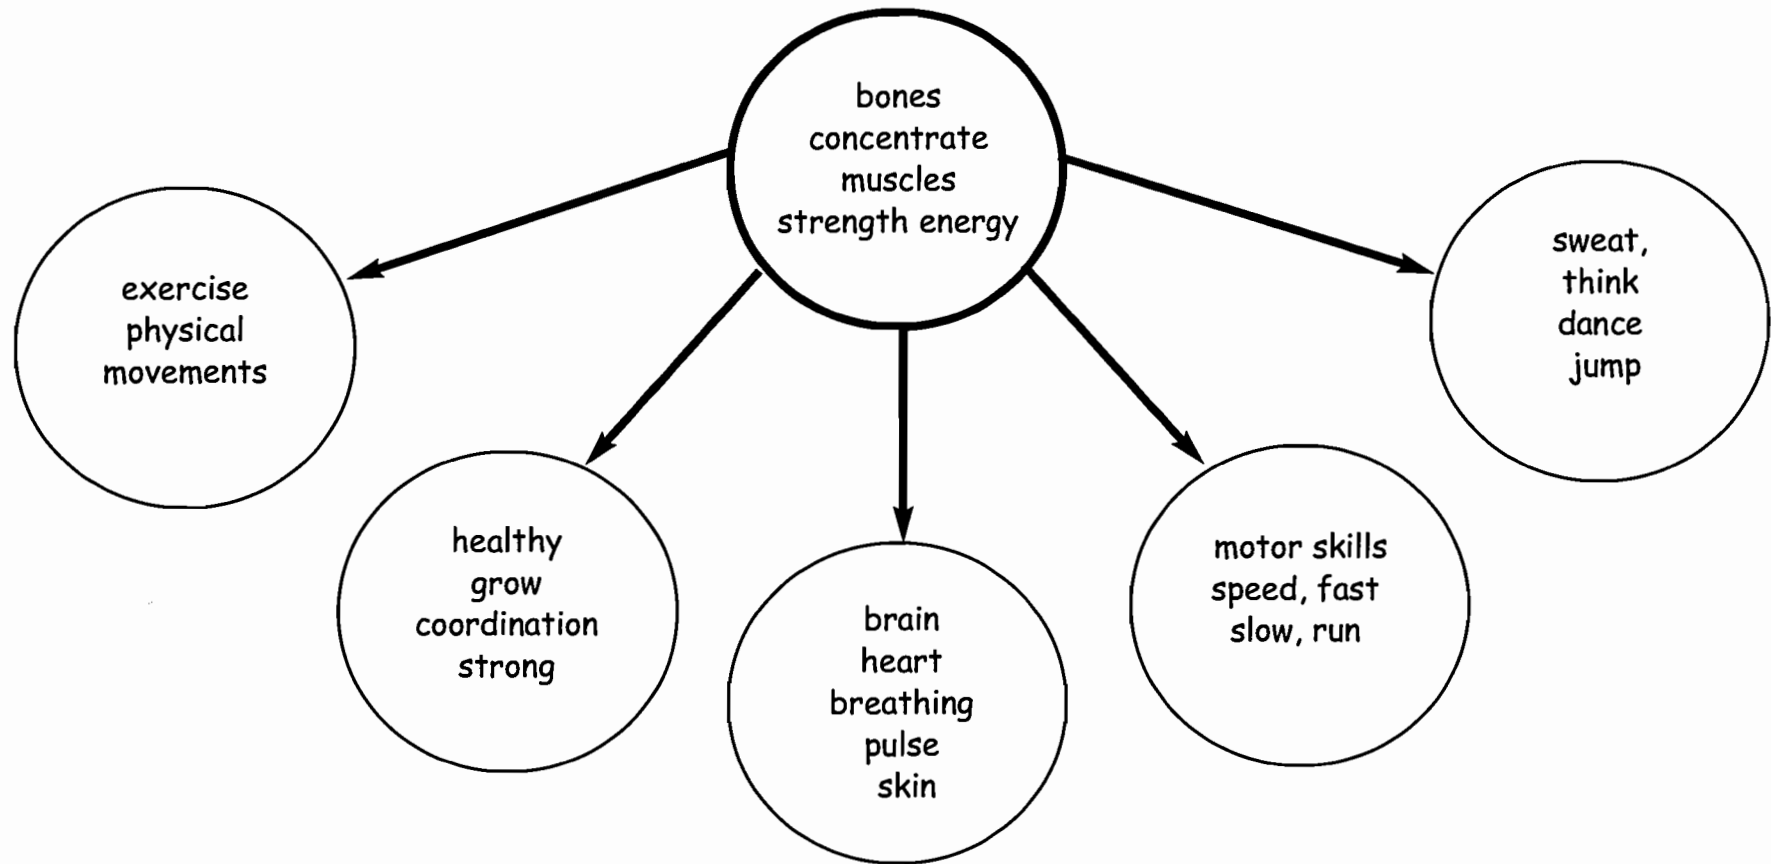 bones
concentrate
muscles
strength energy
exercise
physical
movements
healthy
grow
coordination
strong
brain
heart
breathing
pulse
skin
motor skills
speed, fast
slow, run
sweat,
think
dance
jump